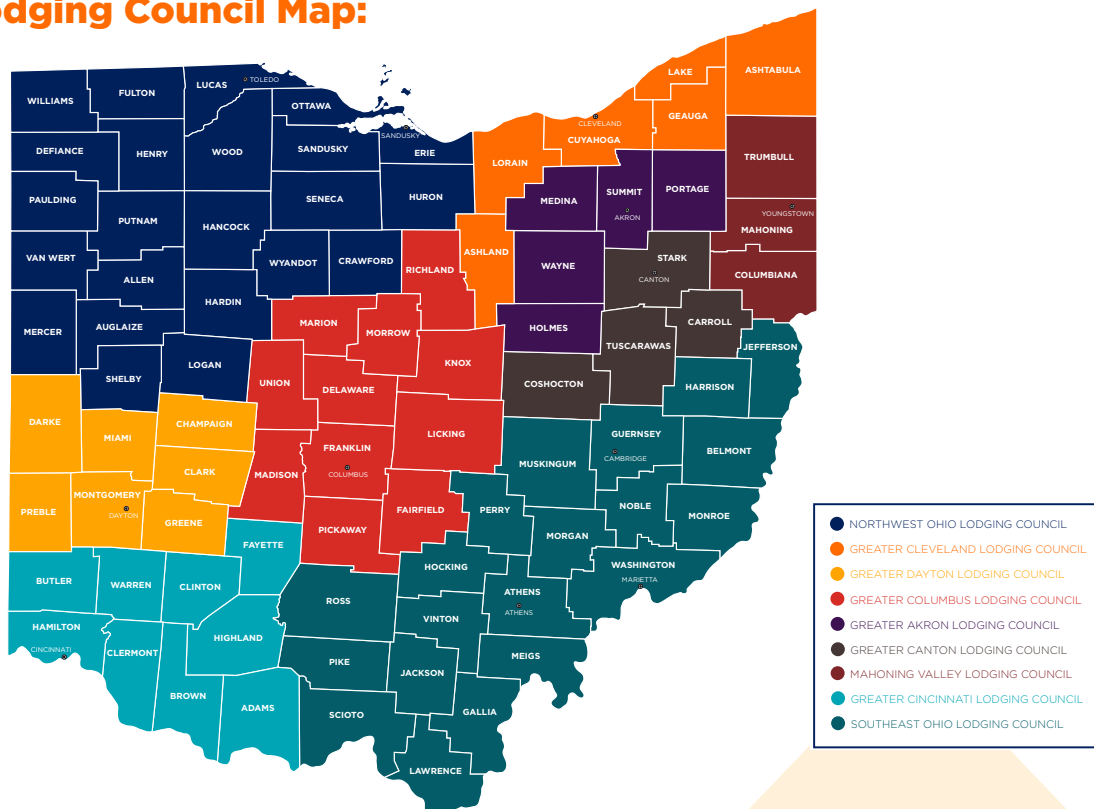 odging Council Map:
LAKE
ASHTABULA
LUCAS
TOLEDO
FULTON
WILLIAMS
OTTAWA
GEAUGA
CLEVELAND
SANDUSKY
CUYAHOGA
DEFIANCE
HENRY
WOOD
SANDUSKY
ERIE
LORAIN
TRUMBULL
PAULDING
SENECA
HURON
MEDINA
SUMMIT
PORTAGE
AKRON
YOUNGSTOWN
PUTNAM
HANCOCK
MAHONING
VAN WERT
WYANDOT
CRAWFORD
RICHLAND
ASHLAND
WAYNE
STARK
CANTON
COLUMBIANA
ALLEN
HARDIN
MERCER
AUGLAIZE
MARION
MORROW
HOLMES
CARROLL
TUSCARAWAS
JEFFERSON
SHELBY
LOGAN
UNION
DELAWARE
KNOX
COSHOCTON
HARRISON
DARKE
MIAMI
CHAMPAIGN
FRANKLIN
COLUMBUS
LICKING
GUERNSEY
CAMBRIDGE
BELMONT
CLARK
MADISON
MUSKINGUM
PREBLE
MONTGOMERY
DAYTON
GREENE
PICKAWAY
FAIRFIELD
PERRY
NOBLE
MONROE
FAYETTE
MORGAN
BUTLER
WARREN
CLINTON
HOCKING
WASHINGTON
MARIETTA
ROSS
ATHENS
ATHENS
HAMILTON
CINCINNATI
CLERMONT
HIGHLAND
VINTON
PIKE
JACKSON
MEIGS
BROWN
ADAMS
SCIOTO
GALLIA
LAWRENCE
NORTHWEST OHIO LODGING COUNCIL
GREATER CLEVELAND LODGING COUNCIL
GREATER DAYTON LODGING COUNCIL
GREATER COLUMBUS LODGING COUNCIL
GREATER AKRON LODGING COUNCIL
GREATER CANTON LODGING COUNCIL
MAHONING VALLEY LODGING COUNCIL
GREATER CINCINNATI LODGING COUNCIL
SOUTHEAST OHIO LODGING COUNCIL